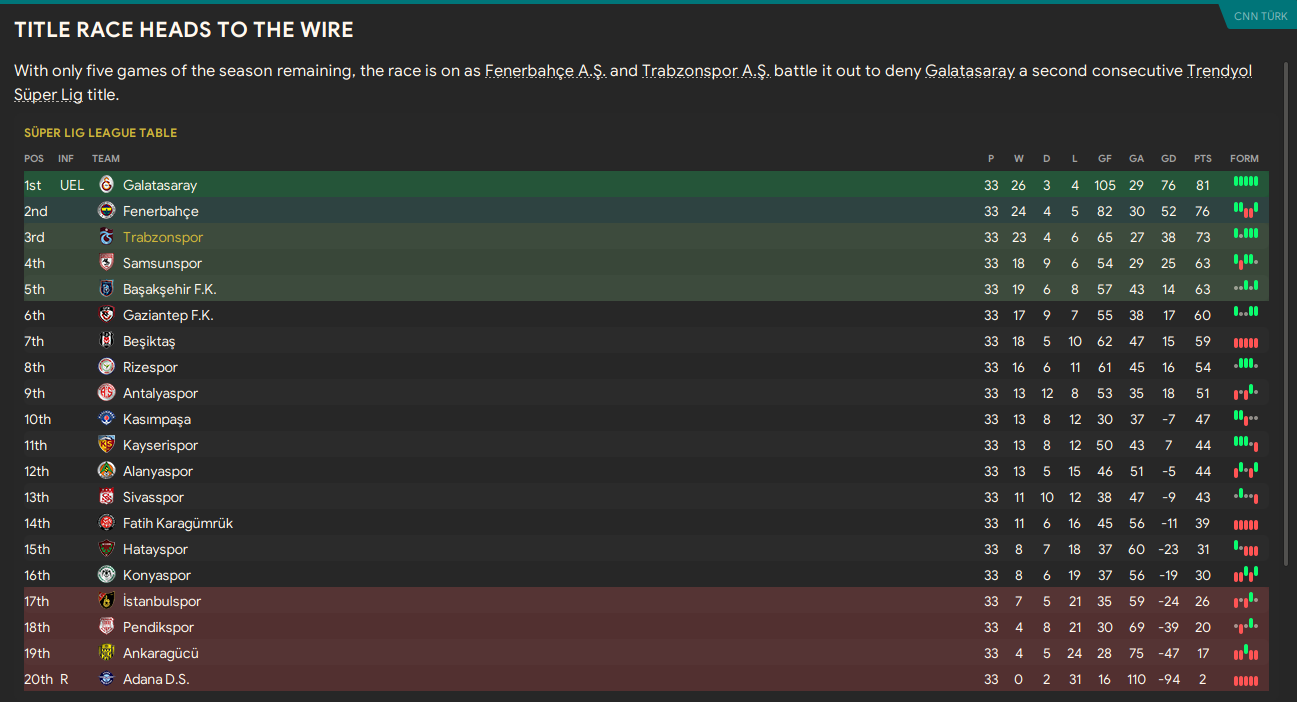 CNN TÜRK
TITLE RACE HEADS TO THE WIRE
With only five games of the season remaining, the race is on as Fenerbahçe A.Ş. and Trabzonspor A.Ş. battle it out to deny Galatasaray a second consecutive Trendyol
Süper Lig title.
SÜPER LIG LEAGUE TABLE
POS INF TEAM P W D L GF GA GD PTS FORM
1st UEL Galatasaray 33 26 3 4 105 29 76 81
2nd Fenerbahçe 33 24 4 5 82 30 52 76
3rd Trabzonspor 33 23 4 6 65 27 38 73
4th Samsunspor 33 18 9 6 54 29 25 63
5th Başakşehir F.K. 33 19 6 8 57 43 14 63
6th Gaziantep F.K. 33 17 9 7 55 38 17 60
7th Beşiktaş 33 18 5 10 62 47 15 59
8th Rizespor 33 16 6 11 61 45 16 54
9th Antalyaspor 33 13 12 8 53 35 18 51
10th Kasımpaşa 33 13 8 12 30 37 -7 47
11th Kayserispor 33 13 8 12 50 43 7 44
12th Alanyaspor 33 13 5 15 46 51 -5 44
13th Sivasspor 33 11 10 12 38 47 -9 43
14th Fatih Karagümrük 33 11 6 16 45 56 -11 39
15th Hatayspor 33 8 7 18 37 60 -23 31
16th Konyaspor 33 8 6 19 37 56 -19 30
17th İstanbulspor 33 7 5 21 35 59 -24 26
18th Pendikspor 33 4 8 21 30 69 -39 20
19th Ankaragücü 33 4 5 24 28 75 -47 17
20th R Adana D.S. 33 0 2 31 16 110 -94 2